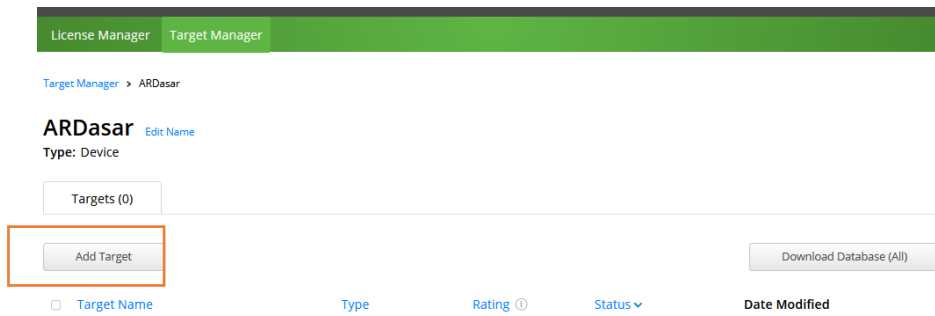 License Manager Target Manager
Target Manager > ARDasar
ARDasar Edit Name
Type: Device
Targets (0)
Add Target Download Database (All)
Target Name Type Rating Status Date Modified